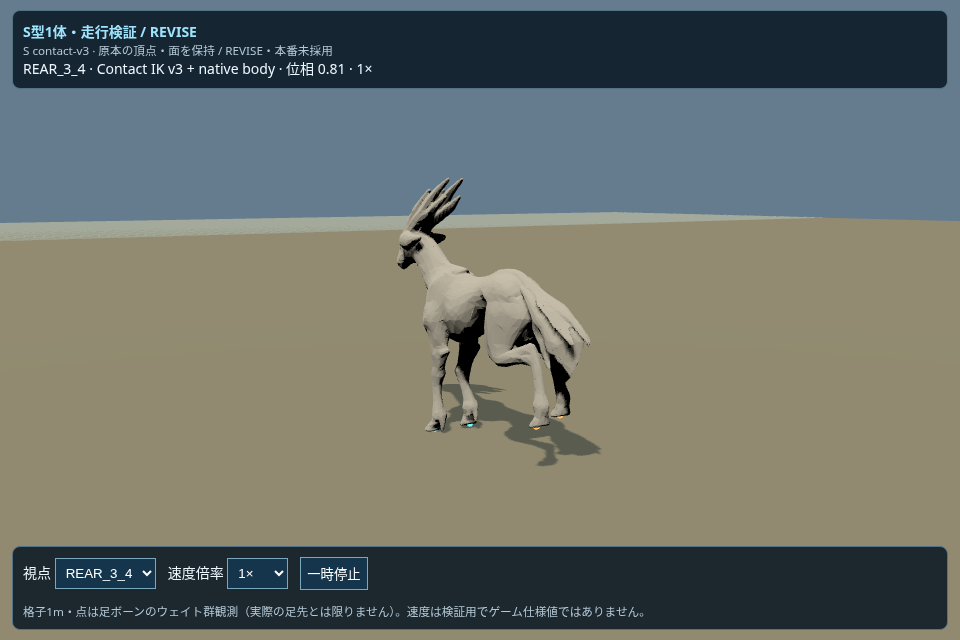 S型1体・走行検証 / REVISE
S contact-v3 · 原本の頂点・面を保持 / REVISE・本番未採用
REAR_3_4 · Contact IK v3 + native body · 位相 0.81 · 1×
視点 REAR_3_4 速度倍率 1× 一時停止
格子1m・点は足ボーンのウェイト群観測（実際の足先とは限りません）。速度は検証用でゲーム仕様値ではありません。